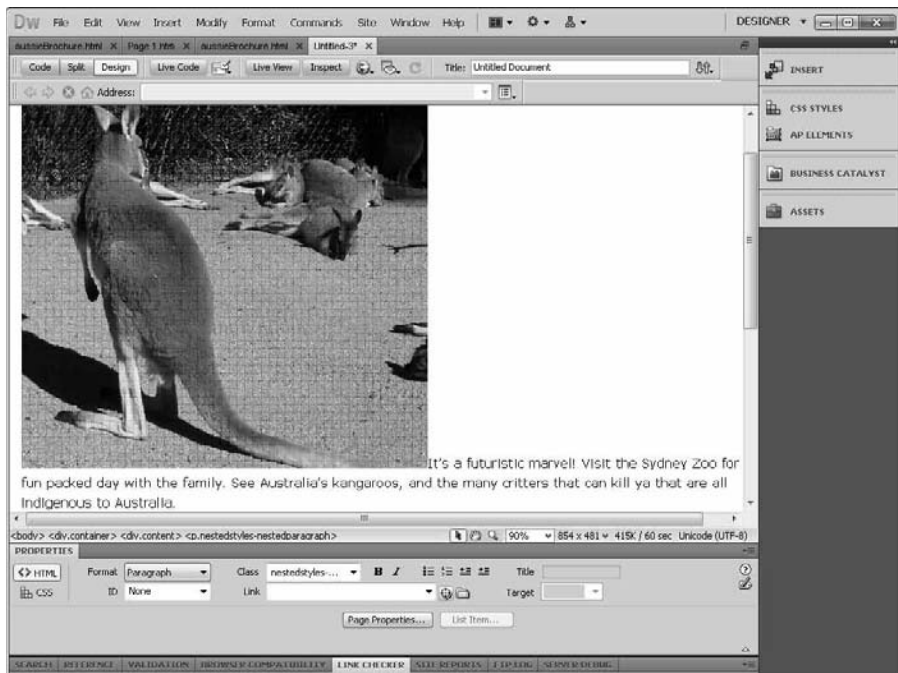 Dw File Edit View Insert Modify Format Commands Site Window Help DESIGNER
aussieBrochure.html Page 1.htm aussieBrochure.html Untitled-3*
Code Split Design Live Code Live View Inspect Title: Untitled Document
Address:
INSERT
CSS STYLES
AP ELEMENTS
BUSINESS CATALYST
ASSETS
It's a futuristic marvel! Visit the Sydney Zoo for
fun packed day with the family. See Australia's kangaroos, and the many critters that can kill ya that are all
indigenous to Australia.
<body> <div.container> <div.content> <p.nestedstyles-nestedparagraph> 90% 854 x 481 415K / 60 sec Unicode (UTF-8)
PROPERTIES
<> HTML Format Paragraph Class nestedstyles-... B I Title
CSS ID None Link Target
Page Properties... List Item...
SEARCH REFERENCE VALIDATION BROWSER COMPATIBILITY LINK CHECKER SITE REPORTS FTP LOG SERVER DEBUG